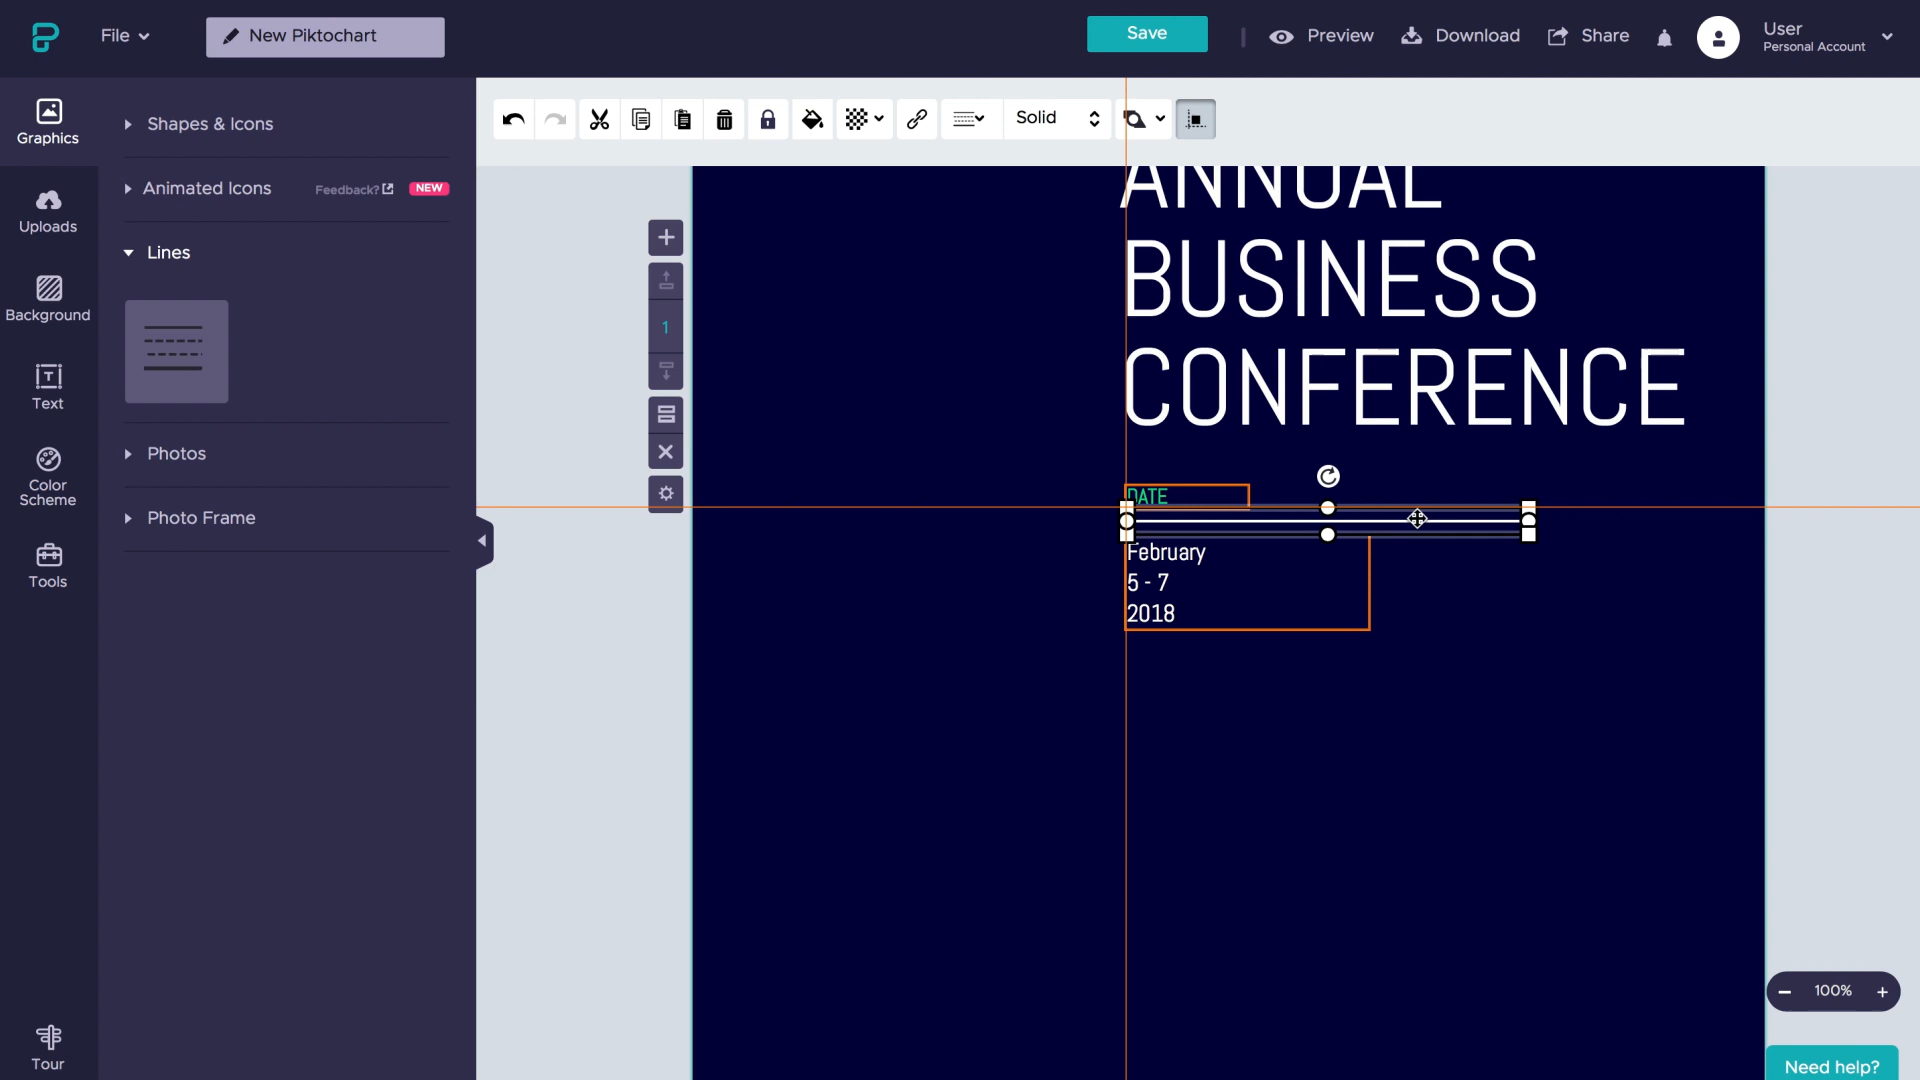 File
New Piktochart
Save
Preview
Download
Share
User
Personal Account
Graphics
Uploads
Background
Text
Color
Scheme
Tools
Tour
Shapes & Icons
Animated Icons
Feedback?
NEW
Lines
Photos
Photo Frame
Solid
1
ANNUAL
BUSINESS
CONFERENCE
DATE
February
5 - 7
2018
100%
Need help?